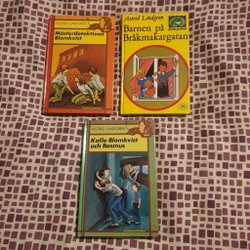 ASTRID LINDGREN
Mästerdetektiven
Blomkvist
Astrid Lindgren
Barnen på
Bråkmakargatan
ASTRID LINDGREN
Kalle Blomkvist
och Rasmus